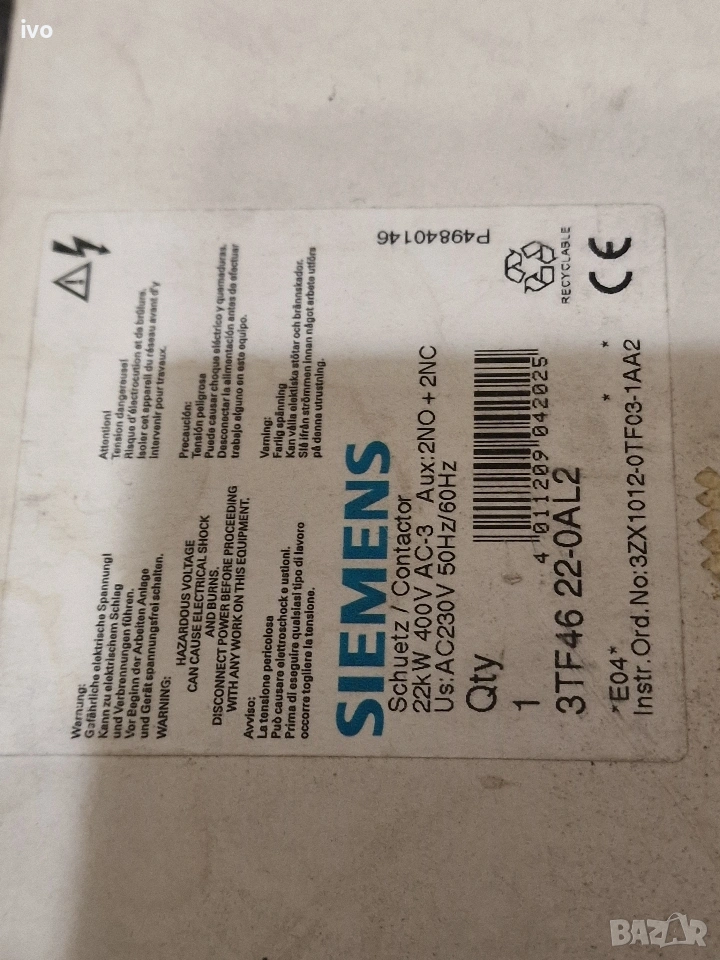 ivo
Warnung:
Gefährliche elektrische Spannung!
Kann zu elektrischem Schlag
und Verbrennungen führen.
Vor Beginn der Arbeiten Anlage
und Gerät spannungsfrei schalten.
WARNING:
HAZARDOUS VOLTAGE
CAN CAUSE ELECTRICAL SHOCK
AND BURNS.
DISCONNECT POWER BEFORE PROCEEDING
WITH ANY WORK ON THIS EQUIPMENT.
Avviso:
La tensione pericolosa
Può causare elettroschock e ustioni.
Prima di eseguire qualsiasi tipo di lavoro
occorre togliere la tensione.
Attention!
Tension dangereuse!
Risque d'électrocution et de brûlure.
Isoler cet appareil du réseau avant d'y
intervenir pour travaux.
Precaución:
Tensión peligrosa
Puede causar choque eléctrico y quemaduras.
Desconectar la alimentación antes de efectuar
trabajo alguno en este equipo.
Varning:
Farlig spänning
Kan vålla elektiska stötar och brännskador.
Slå ifrån strömmen innan något arbete utförs
på denna utrustning.
SIEMENS
P49840146
Schuetz / Contactor
22kW 400V AC-3 Aux:2NO+2NC
Us:AC230V 50Hz/60Hz
Qty
1
4 011209 042025
RECYCLABLE
3TF46 22-0AL2
CE
*E04* * *
Instr.Ord.No:3ZX1012-0TF03-1AA2
BAZAR